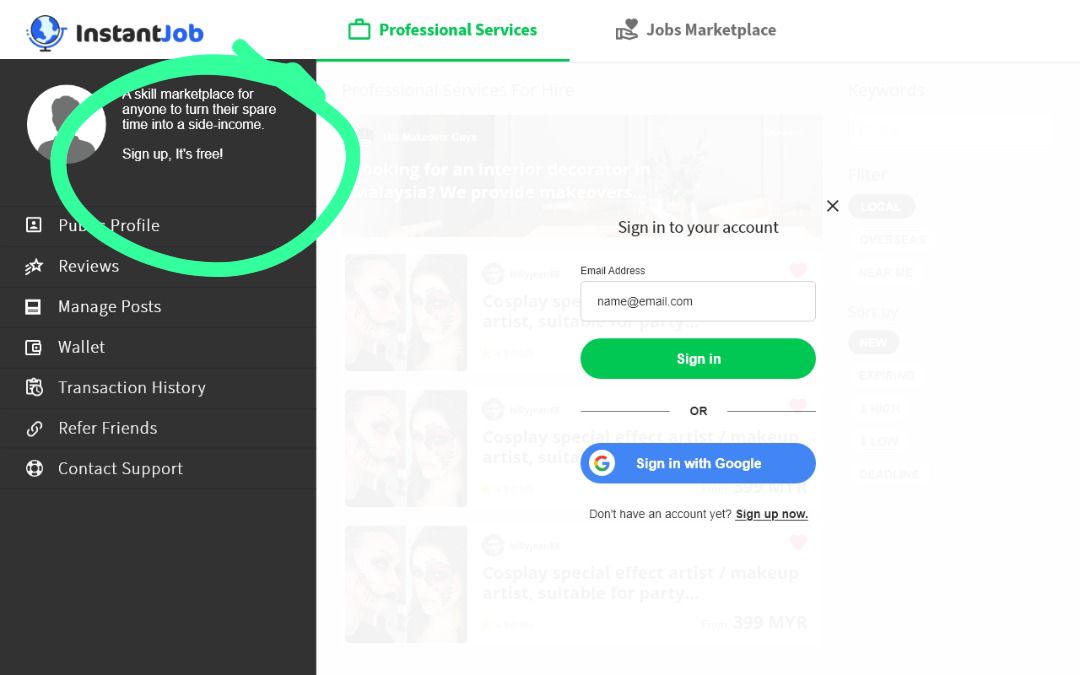 InstantJob
Professional Services
Jobs Marketplace
A skill marketplace for
anyone to turn their spare
time into a side-income.
Sign up, It's free!
Public Profile
Reviews
Manage Posts
Wallet
Transaction History
Refer Friends
Contact Support
Professional Services For Hire
Makeover Guys
Looking for an interior decorator in
Malaysia? We provide makeovers...
Cosplay special effect artist / makeup
artist, suitable for party...
Cosplay special effect artist / makeup
artist, suitable for party...
From 399 MYR
Cosplay special effect artist / makeup
artist, suitable for party...
From 399 MYR
Sign in to your account
Email Address
name@email.com
Sign in
OR
Sign in with Google
Don't have an account yet? Sign up now.
Keywords
Filter
LOCAL
OVERSEAS
NEAR ME
Sort by
NEW
EXPIRING
$ HIGH
$ LOW
DEADLINE